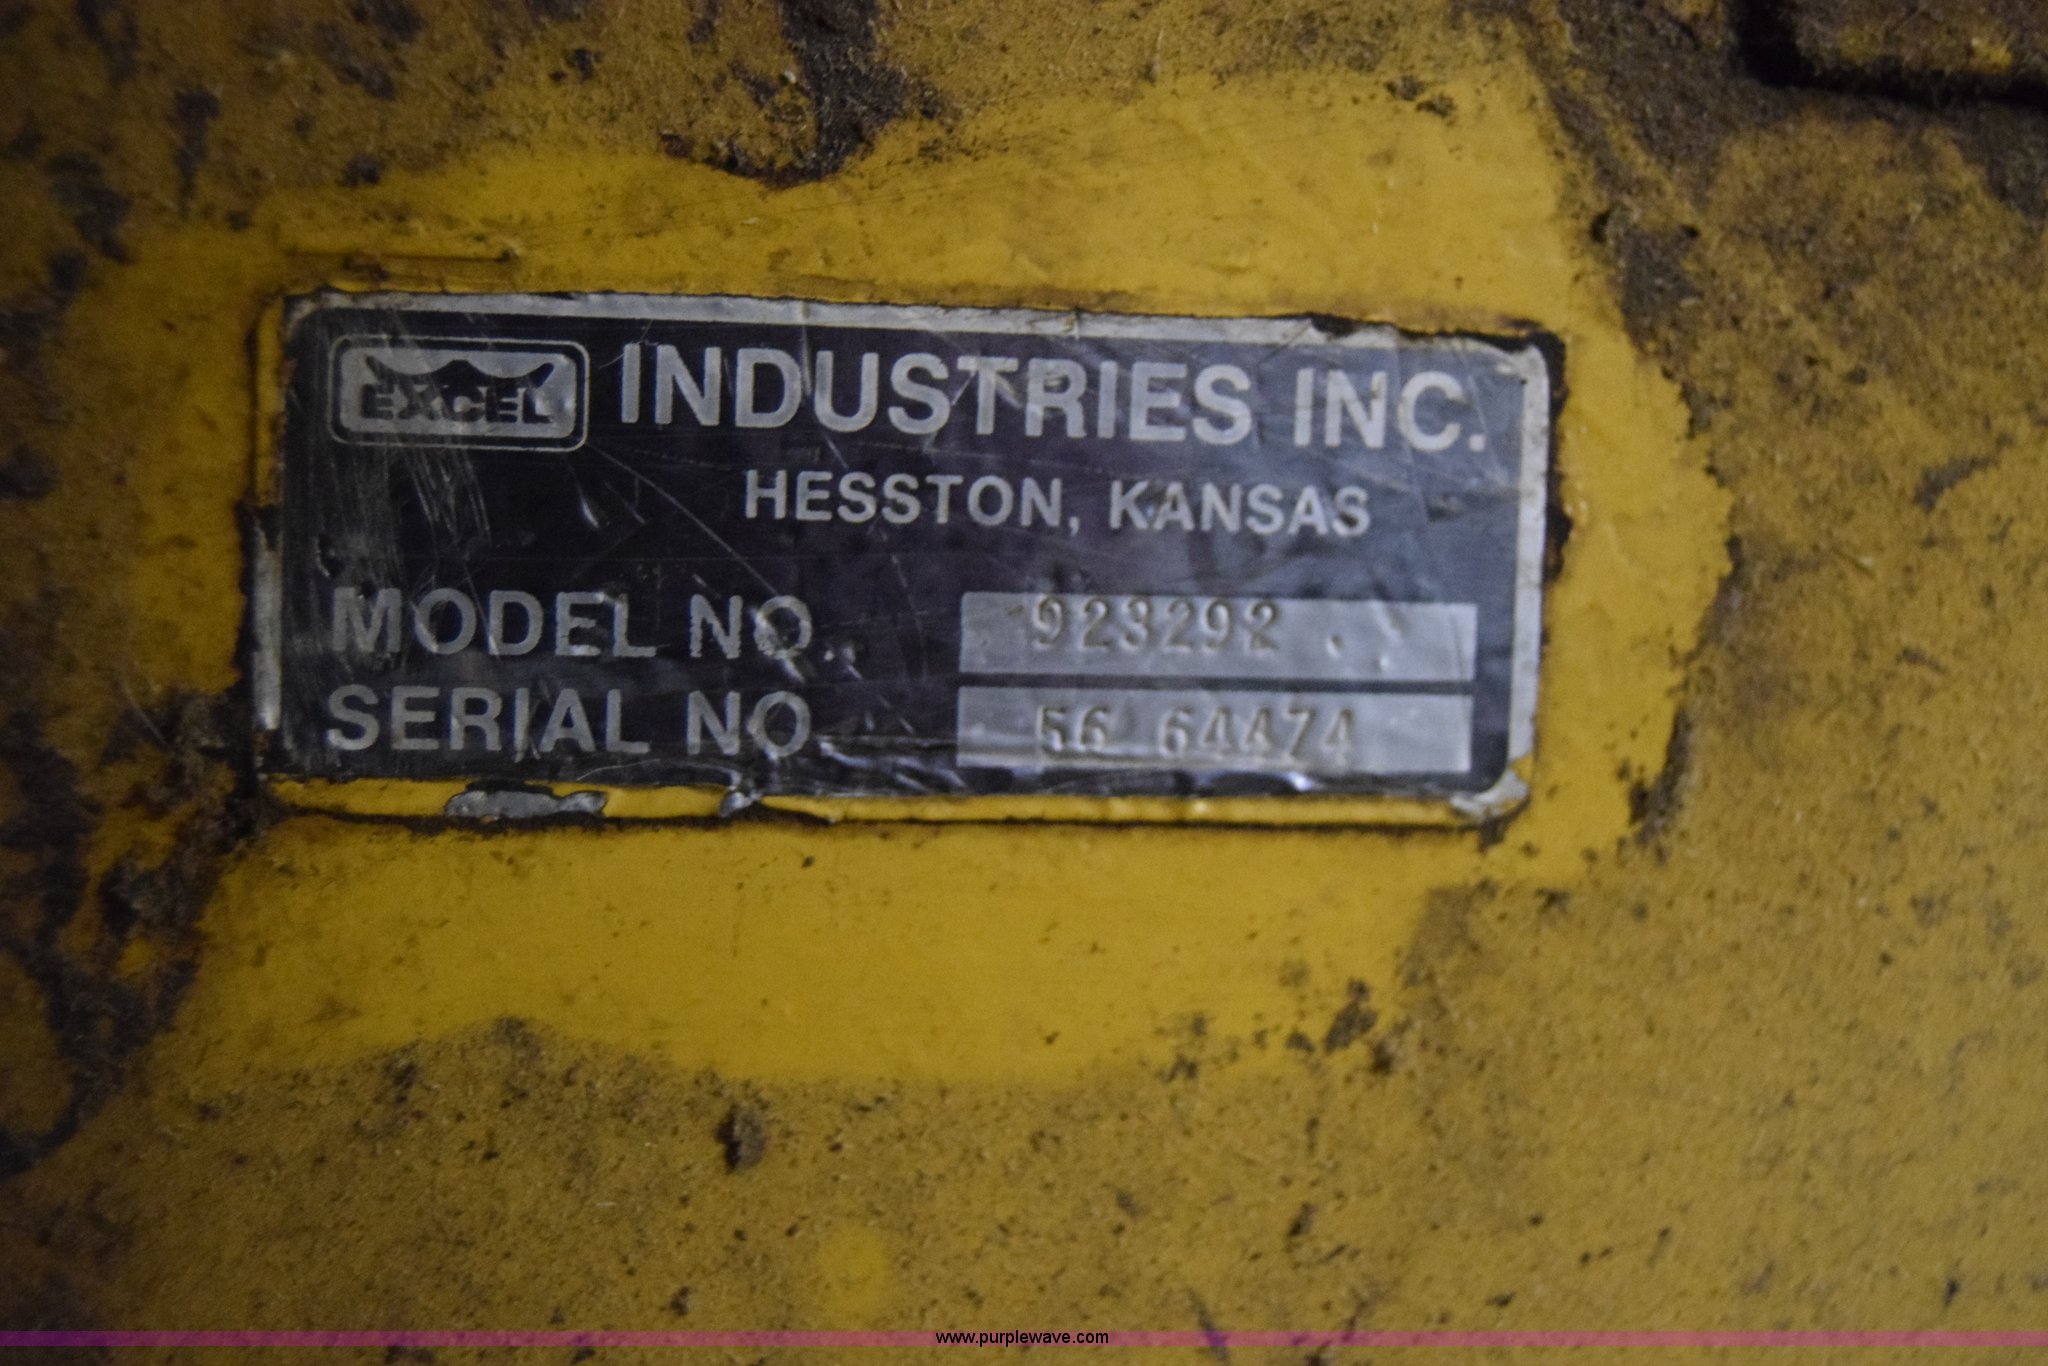 EXCEL INDUSTRIES INC.
HESSTON, KANSAS
MODEL NO. 923292
SERIAL NO 56 64474
www.purplewave.com